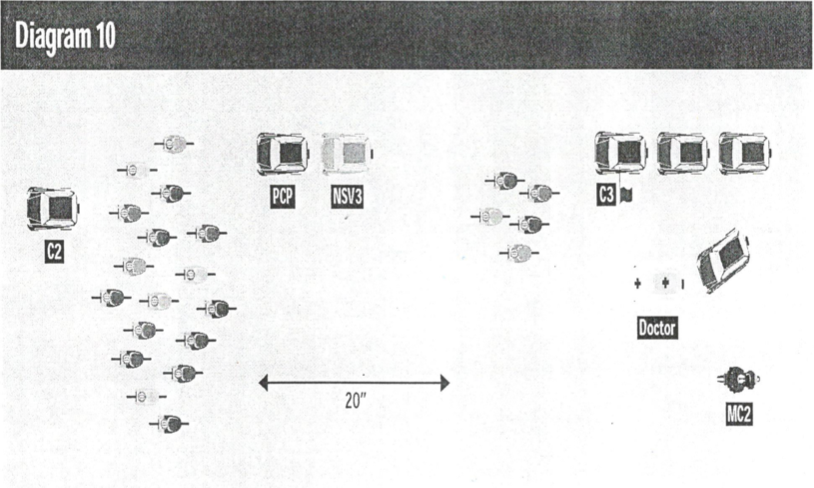 Diagram 10
PCP
NSV3
C3
C2
Doctor
20”
MC2